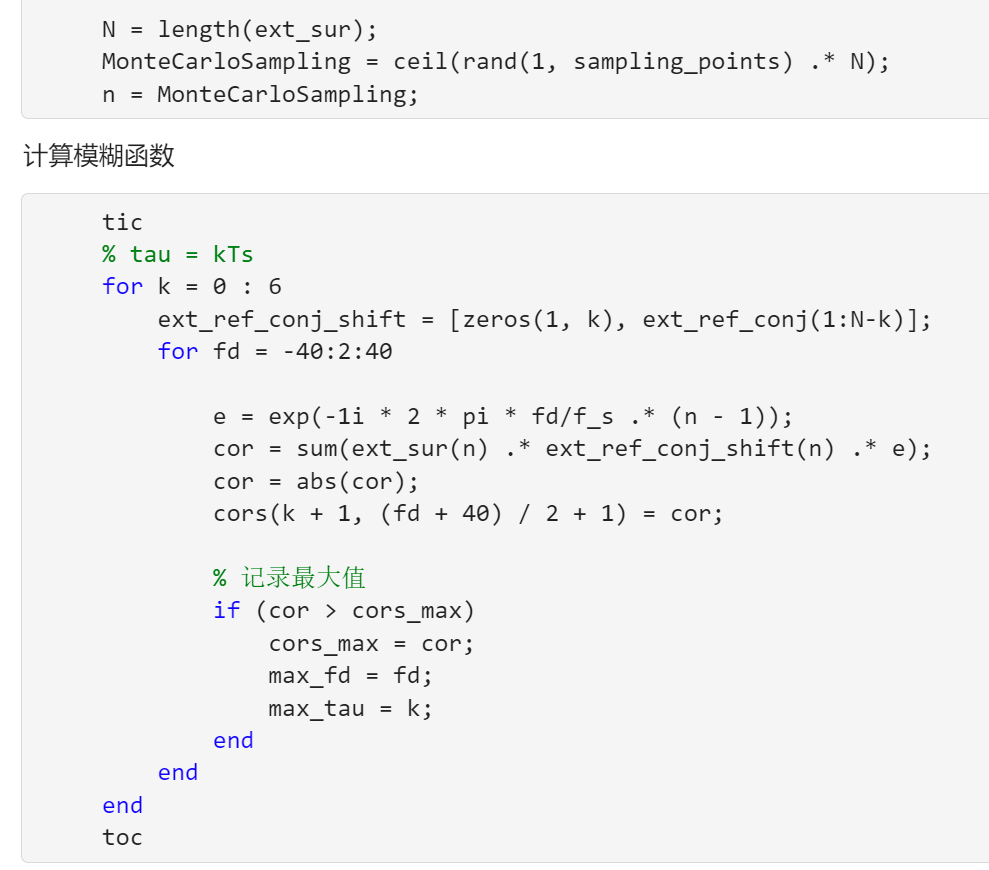 N = length(ext_sur);
MonteCarloSampling = ceil(rand(1, sampling_points) .* N);
n = MonteCarloSampling;
计算模糊函数
tic
% tau = kTs
for k = 0 : 6
ext_ref_conj_shift = [zeros(1, k), ext_ref_conj(1:N-k)];
for fd = -40:2:40
e = exp(-1i * 2 * pi * fd/f_s .* (n - 1));
cor = sum(ext_sur(n) .* ext_ref_conj_shift(n) .* e);
cor = abs(cor);
cors(k + 1, (fd + 40) / 2 + 1) = cor;
% 记录最大值
if (cor > cors_max)
cors_max = cor;
max_fd = fd;
max_tau = k;
end
end
end
toc